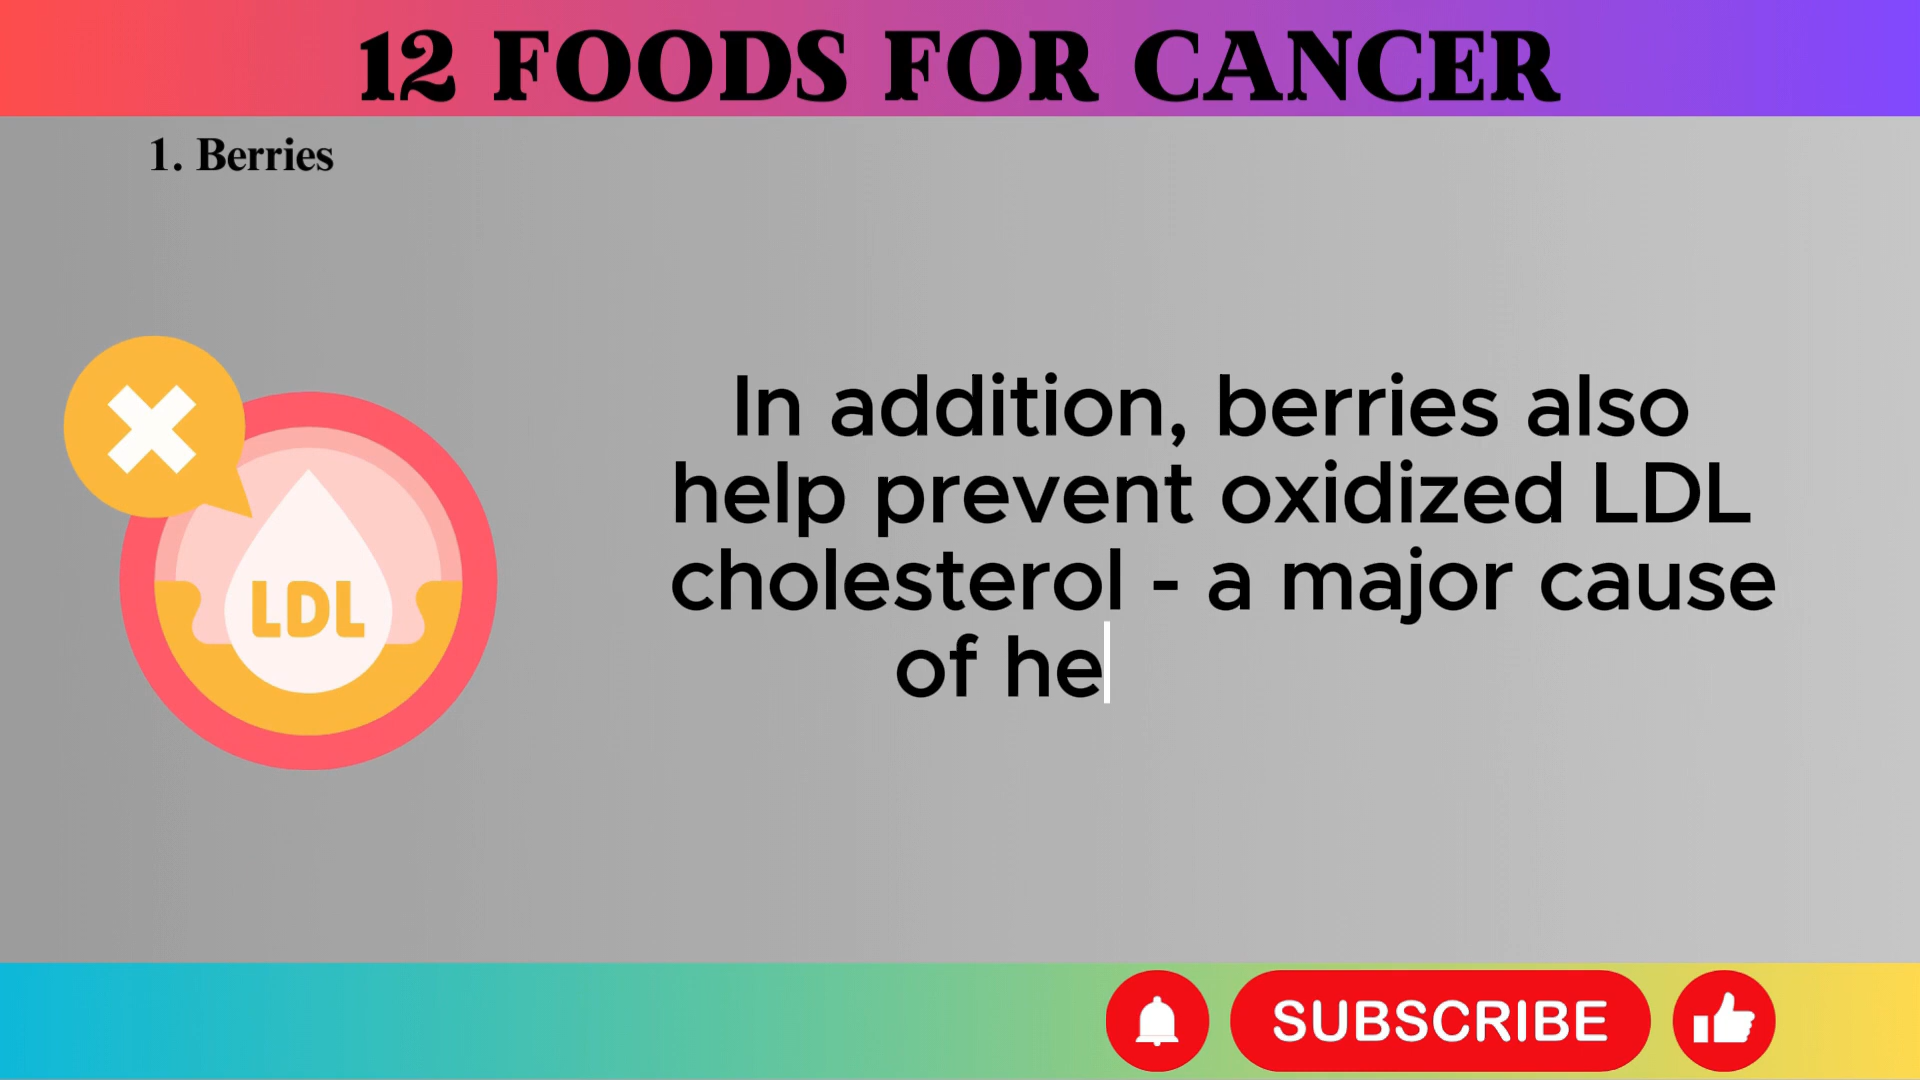 12 FOODS FOR CANCER
1. Berries
LDL
In addition, berries also
help prevent oxidized LDL
cholesterol - a major cause
of he
SUBSCRIBE